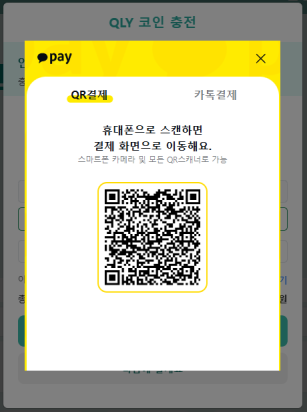 QLY 코인 충전
pay
QR결제
카톡결제
휴대폰으로 스캔하면
결제 화면으로 이동해요.
스마트폰 카메라 및 모든 QR스캐너로 가능